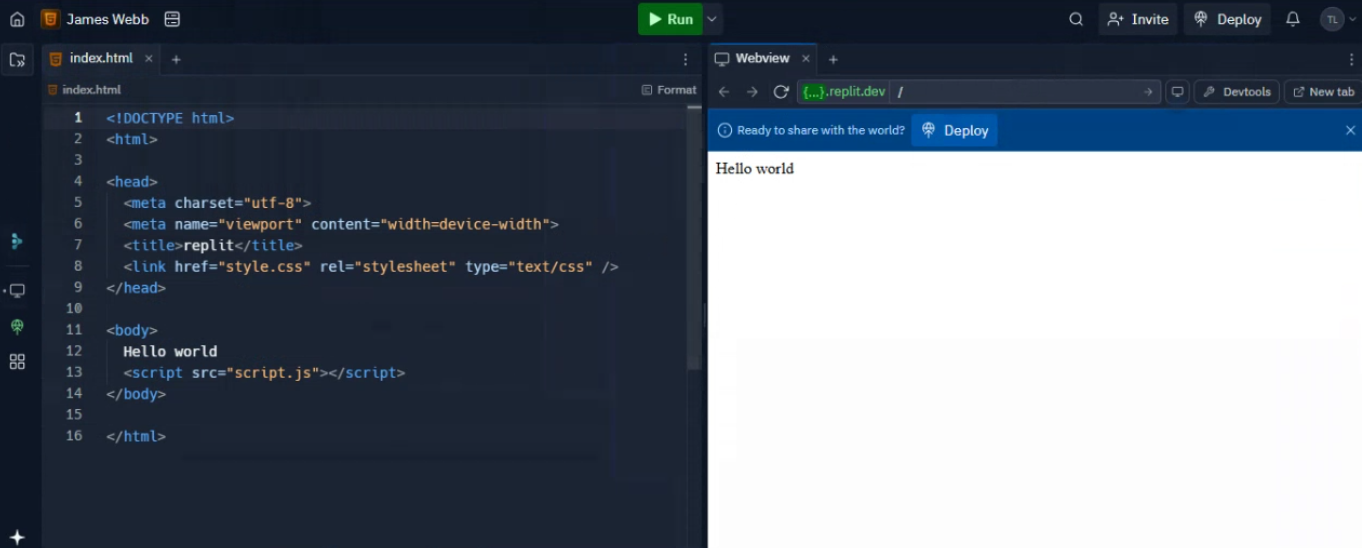 James Webb
Run
Invite
Deploy
TL
index.html
index.html
Format
1 <!DOCTYPE html>
2 <html>
3
4 <head>
5 <meta charset="utf-8">
6 <meta name="viewport" content="width=device-width">
7 <title>replit</title>
8 <link href="style.css" rel="stylesheet" type="text/css" />
9 </head>
10
11 <body>
12 Hello world
13 <script src="script.js"></script>
14 </body>
15
16 </html>
Webview
{...}.replit.dev /
Devtools
New tab
Ready to share with the world?
Deploy
Hello world